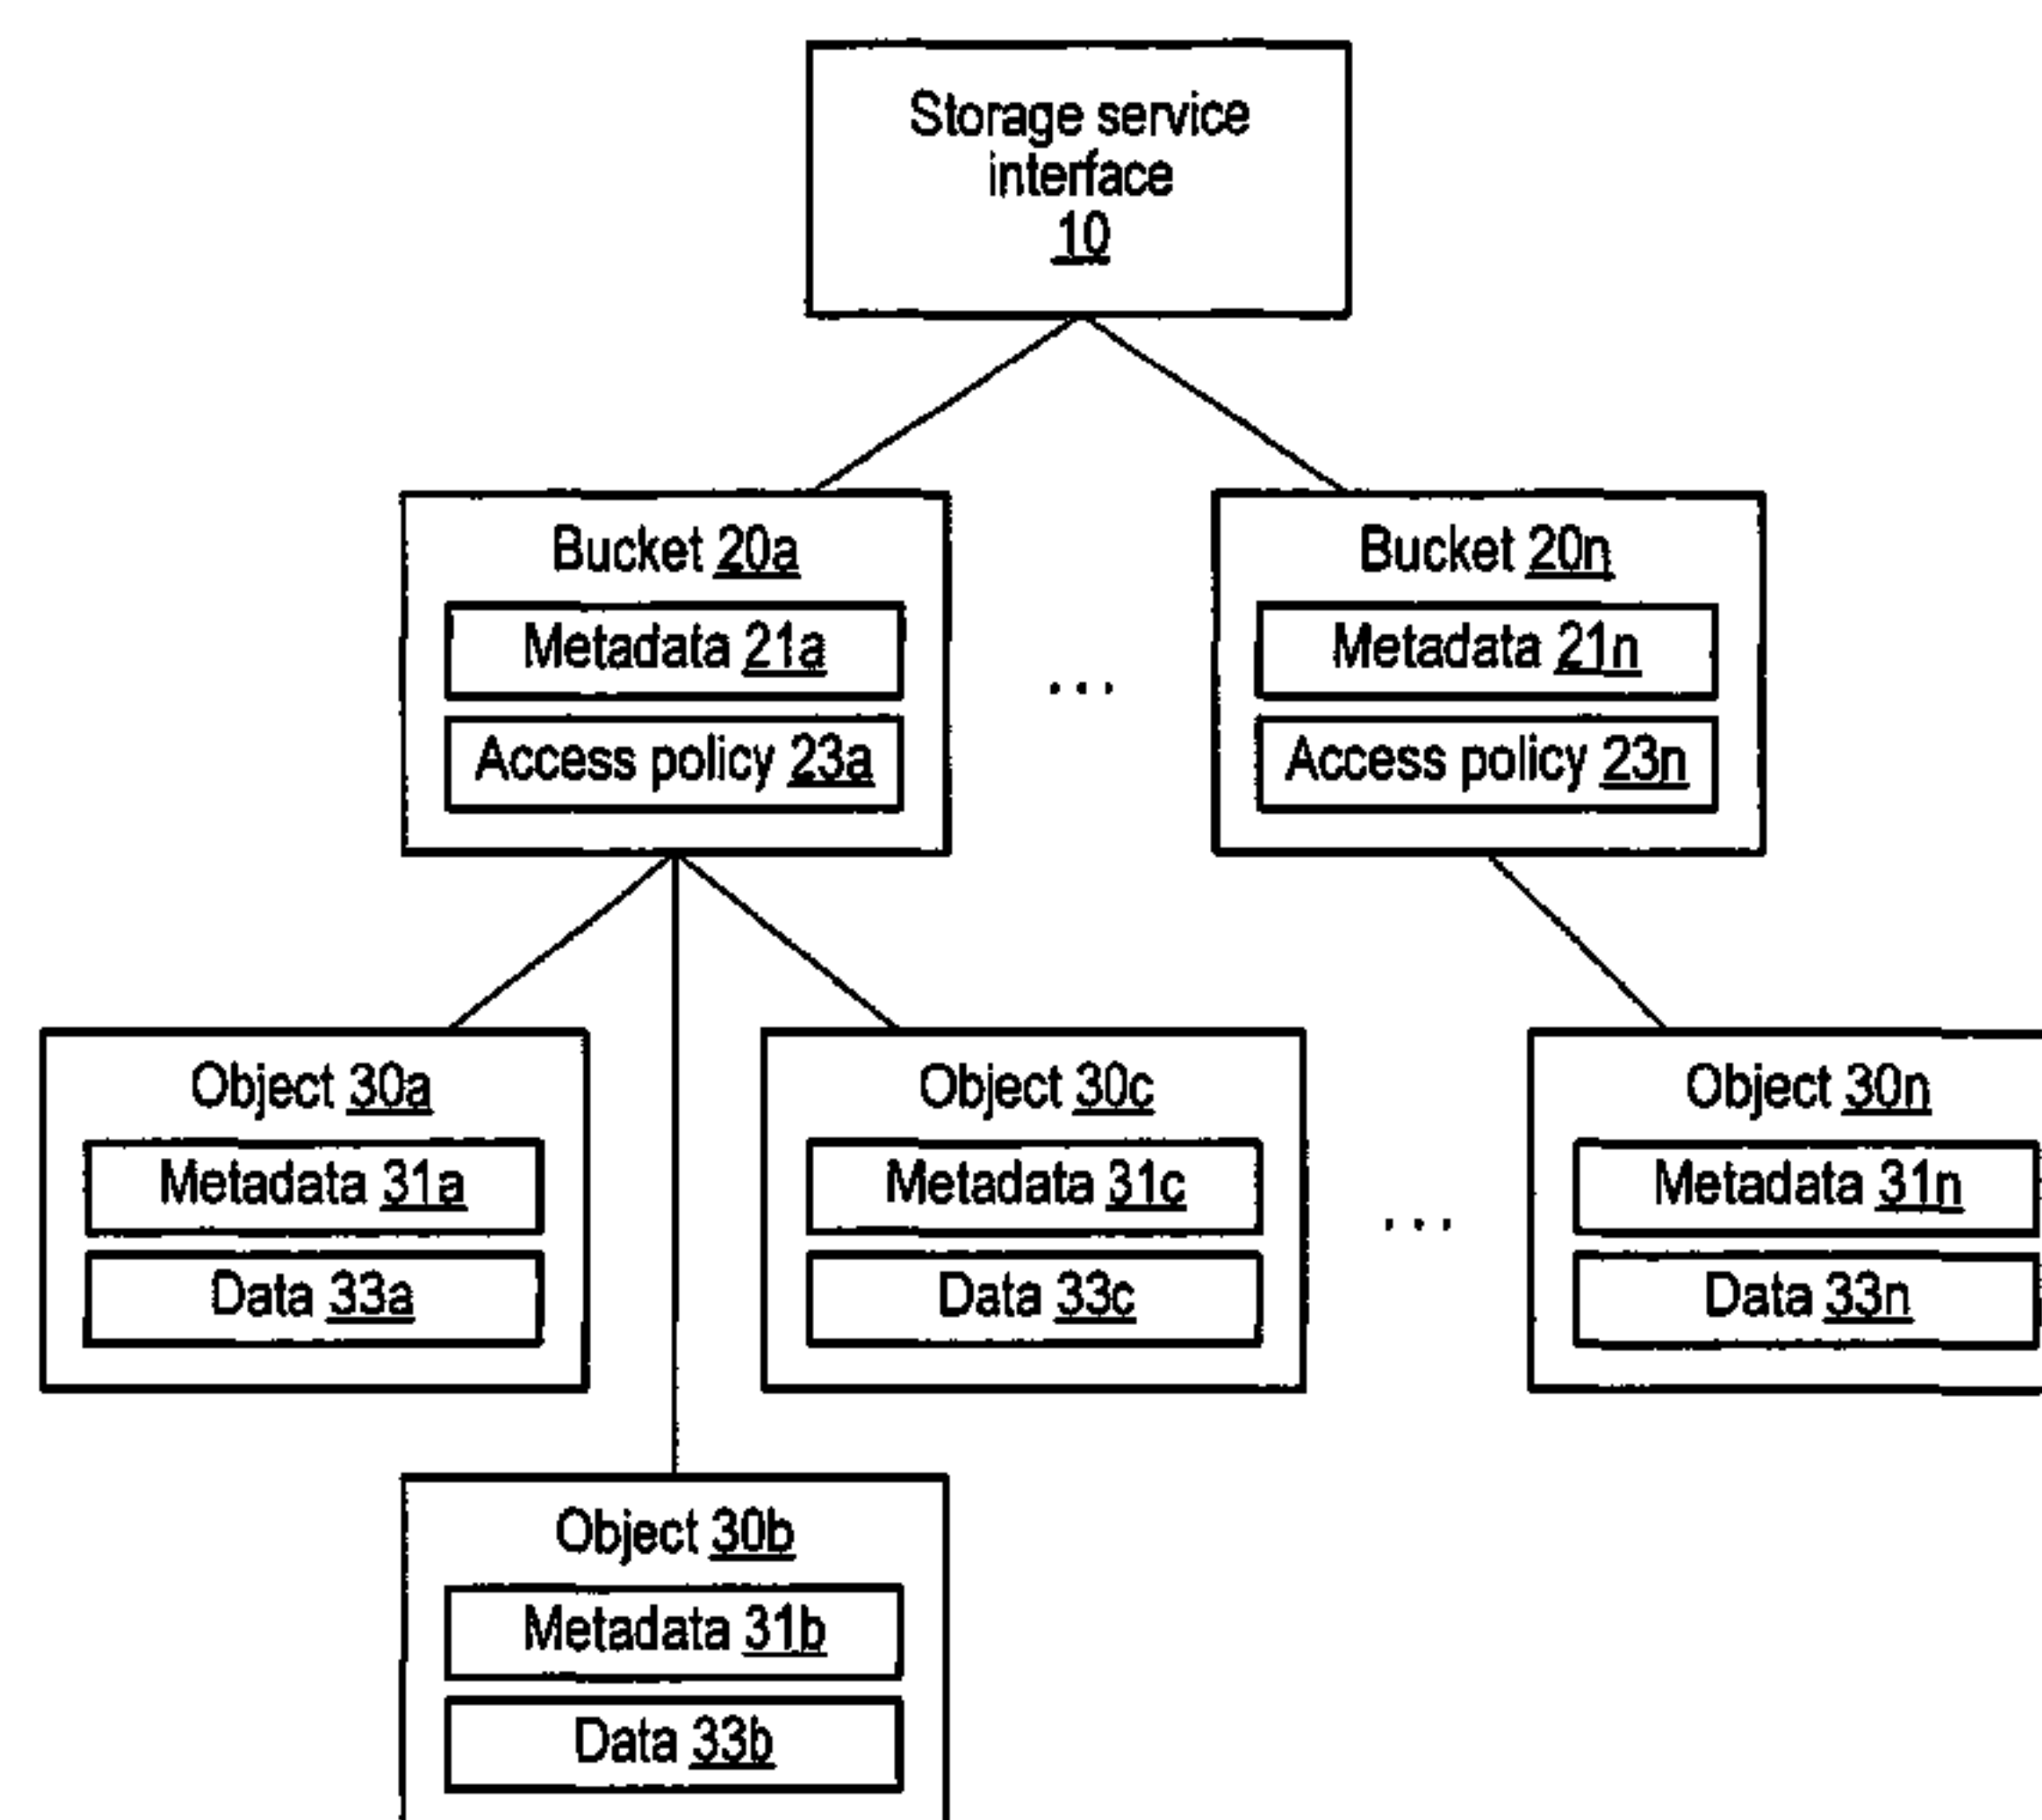 Storage service
interface
10
Bucket 20a
Metadata 21a
Access policy 23a
...
Bucket 20n
Metadata 21n
Access policy 23n
Object 30a
Metadata 31a
Data 33a
Object 30c
Metadata 31c
Data 33c
...
Object 30n
Metadata 31n
Data 33n
Object 30b
Metadata 31b
Data 33b